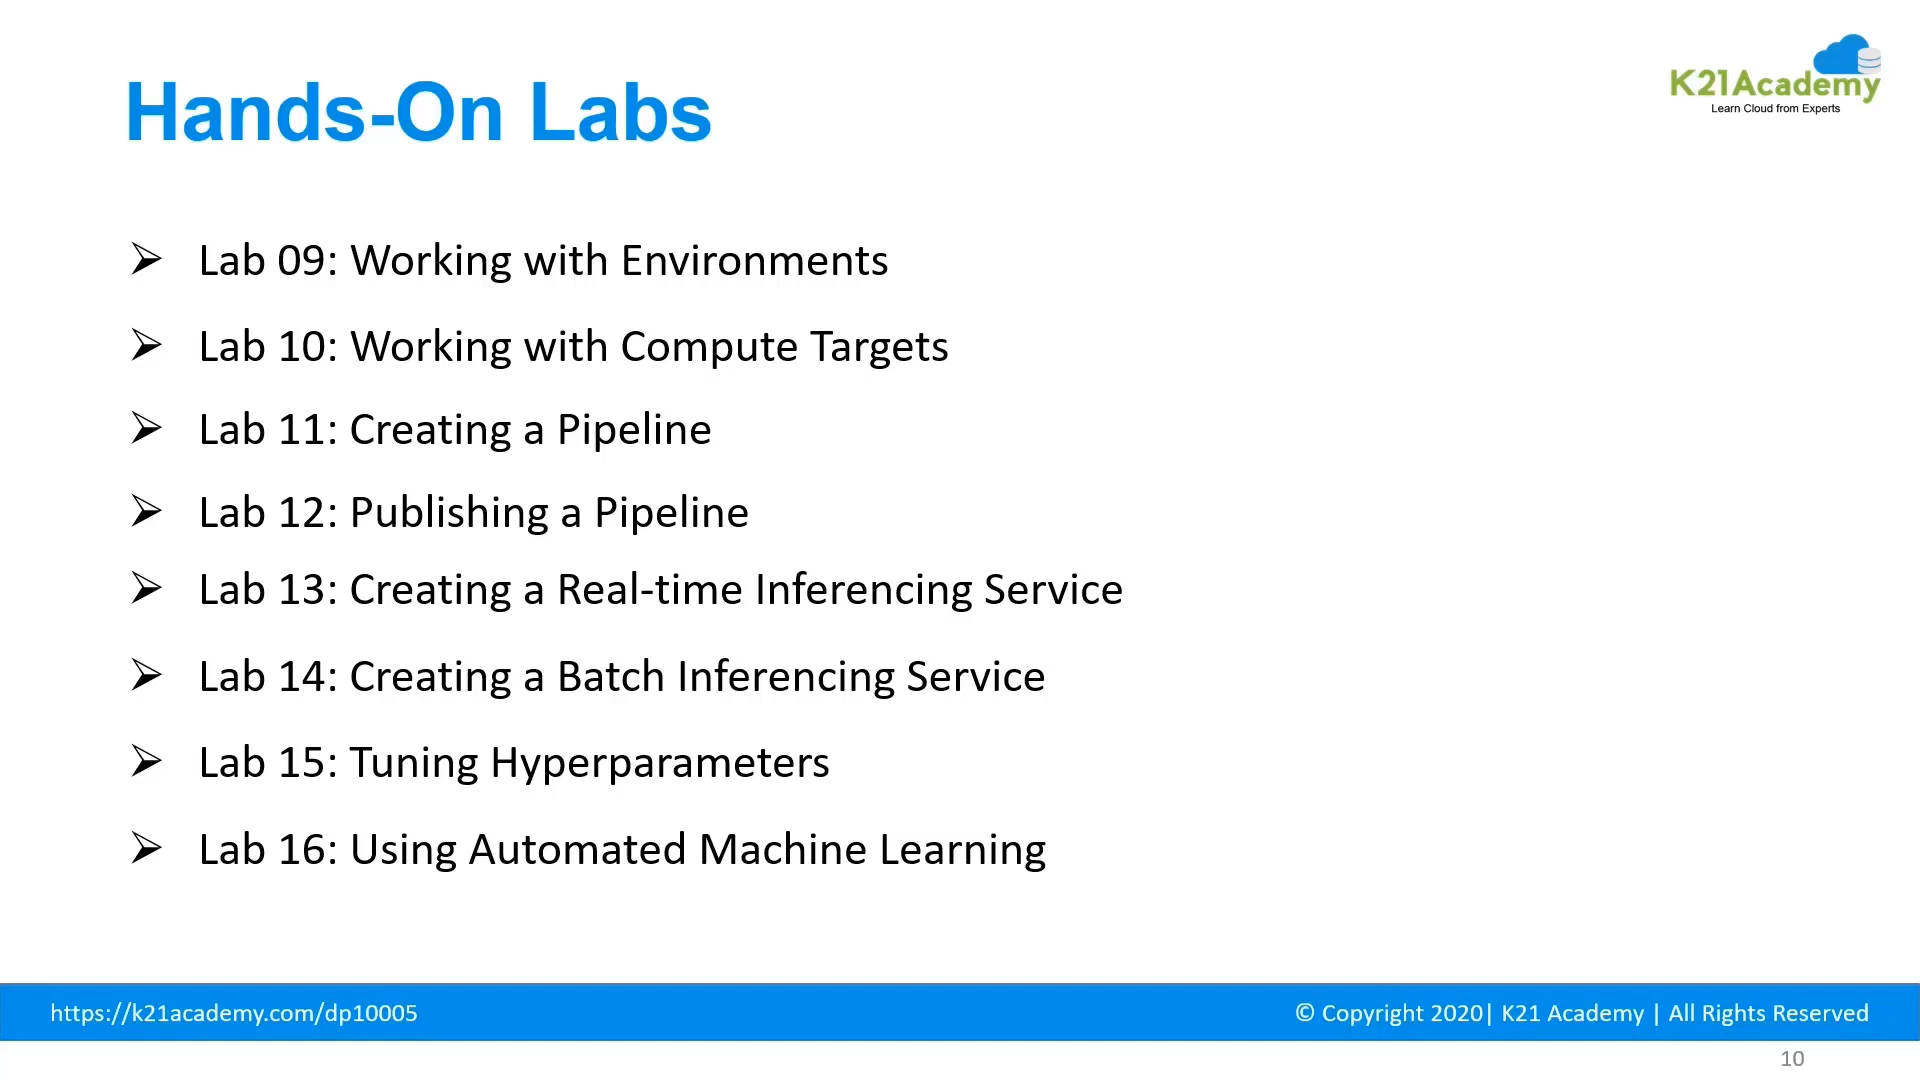 Hands-On Labs
K21Academy
Learn Cloud from Experts
➢ Lab 09: Working with Environments
➢ Lab 10: Working with Compute Targets
➢ Lab 11: Creating a Pipeline
➢ Lab 12: Publishing a Pipeline
➢ Lab 13: Creating a Real-time Inferencing Service
➢ Lab 14: Creating a Batch Inferencing Service
➢ Lab 15: Tuning Hyperparameters
➢ Lab 16: Using Automated Machine Learning
https://k21academy.com/dp10005
© Copyright 2020| K21 Academy | All Rights Reserved
10